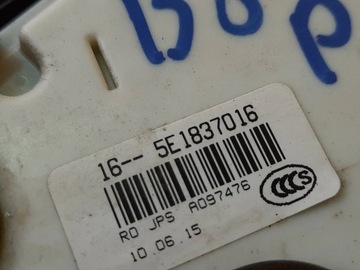 16-- 5E1837016
RO JPS A097476
10.06.15
CCC S